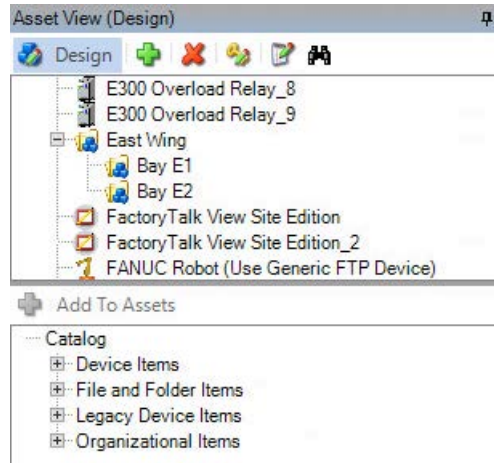 Asset View (Design)
Design
E300 Overload Relay_8
E300 Overload Relay_9
East Wing
Bay E1
Bay E2
FactoryTalk View Site Edition
FactoryTalk View Site Edition_2
FANUC Robot (Use Generic FTP Device)
Add To Assets
Catalog
Device Items
File and Folder Items
Legacy Device Items
Organizational Items